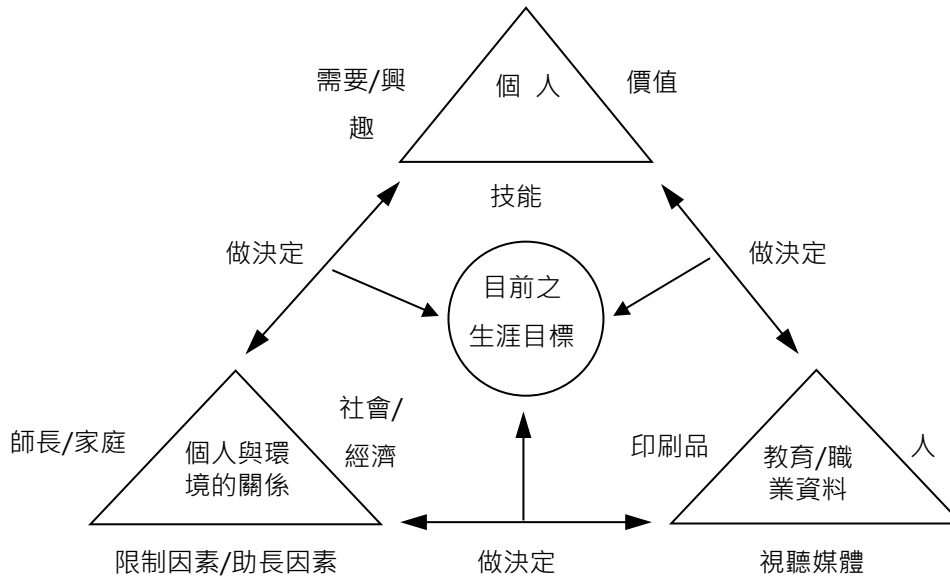 個 人
需要/興
趣
價值
技能
做決定
做決定
目前之
生涯目標
師長/家庭
個人與環
境的關係
社會/
經濟
印刷品
教育/職
業資料
人
限制因素/助長因素
做決定
視聽媒體